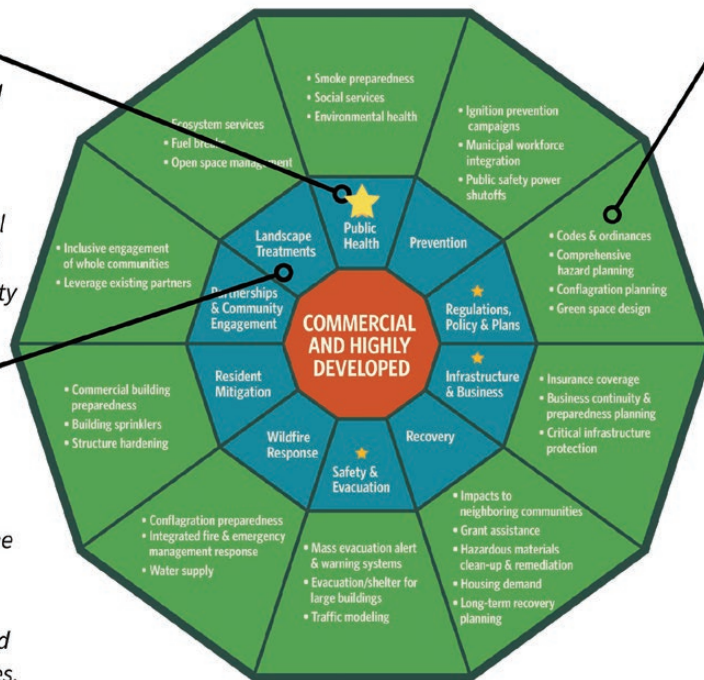 COMMERCIAL
AND HIGHLY
DEVELOPED
Public
Health
• Smoke preparedness
• Social services
• Environmental health
Prevention
• Ignition prevention
campaigns
• Municipal workforce
integration
• Public safety power
shutoffs
Regulations,
Policy & Plans
• Codes & ordinances
• Comprehensive
hazard planning
• Conflagration planning
• Green space design
Infrastructure
& Business
• Insurance coverage
• Business continuity &
preparedness planning
• Critical infrastructure
protection
Recovery
• Impacts to
neighboring communities
• Grant assistance
• Hazardous materials
clean-up & remediation
• Housing demand
• Long-term recovery
planning
Safety &
Evacuation
• Mass evacuation alert
& warning systems
• Evacuation/shelter for
large buildings
• Traffic modeling
Wildfire
Response
• Conflagration preparedness
• Integrated fire & emergency
management response
• Water supply
Resident
Mitigation
• Commercial building
preparedness
• Building sprinklers
• Structure hardening
Partnerships
& Community
Engagement
• Inclusive engagement
of whole communities
• Leverage existing partners
Landscape
Treatments
Ecosystem services
• Fuel breaks
• Open space management